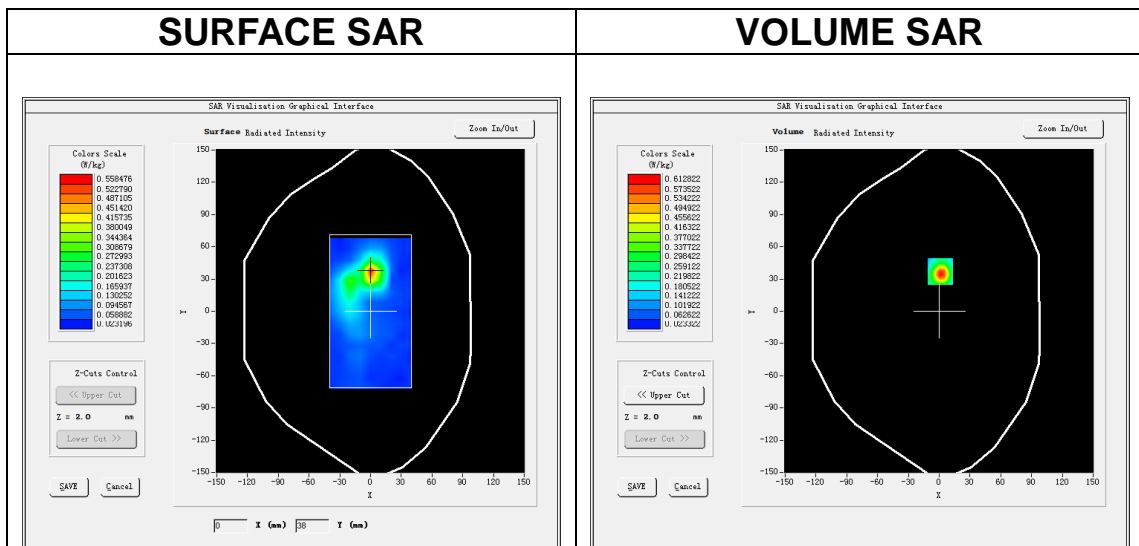 SURFACE SAR
VOLUME SAR
SAR Visualisation Graphical Interface
Surface Radiated Intensity
Zoom In/Out
Colors Scale
(W/kg)
0.558476
0.522790
0.487105
0.451420
0.415735
0.380049
0.344364
0.308679
0.272993
0.237308
0.201623
0.165937
0.130252
0.094567
0.058882
0.023196
150
120
90
60
30
0
-30
-60
-90
-120
-150
Y
-150 -120 -90 -60 -30 0 30 60 90 120 150
X
Z-Cuts Control
<< Upper Cut
Z = 2.0 mm
Lower Cut >>
SAVE Cancel
0 X (mm) 38 Y (mm)
SAR Visualisation Graphical Interface
Volume Radiated Intensity
Zoom In/Out
Colors Scale
(W/kg)
0.612822
0.573522
0.534222
0.494922
0.455622
0.416322
0.377022
0.337722
0.298422
0.259122
0.219822
0.180522
0.141222
0.101922
0.062622
0.023322
150
120
90
60
30
0
-30
-60
-90
-120
-150
Y
-150 -120 -90 -60 -30 0 30 60 90 120 150
X
Z-Cuts Control
<< Upper Cut
Z = 2.0 mm
Lower Cut >>
SAVE Cancel